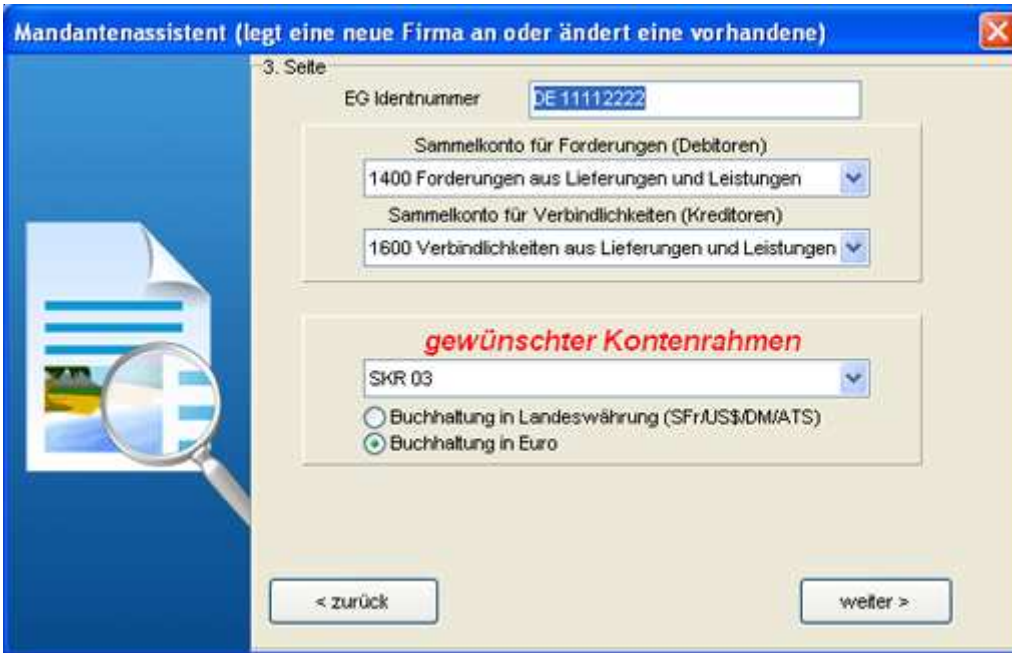 Mandantenassistent (legt eine neue Firma an oder ändert eine vorhandene)
3. Seite
EG Identnummer DE 11112222
Sammelkonto für Forderungen (Debitoren)
1400 Forderungen aus Lieferungen und Leistungen
Sammelkonto für Verbindlichkeiten (Kreditoren)
1600 Verbindlichkeiten aus Lieferungen und Leistungen
gewünschter Kontenrahmen
SKR 03
Buchhaltung in Landeswährung (SFr/US$/DM/ATS)
Buchhaltung in Euro
< zurück weiter >